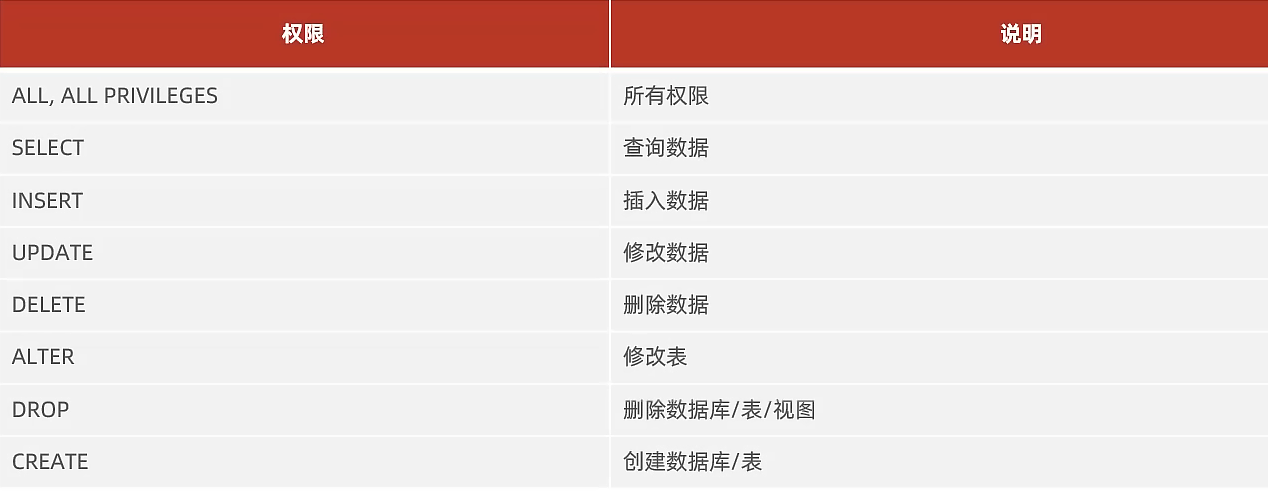 权限 说明
ALL, ALL PRIVILEGES 所有权限
SELECT 查询数据
INSERT 插入数据
UPDATE 修改数据
DELETE 删除数据
ALTER 修改表
DROP 删除数据库/表/视图
CREATE 创建数据库/表